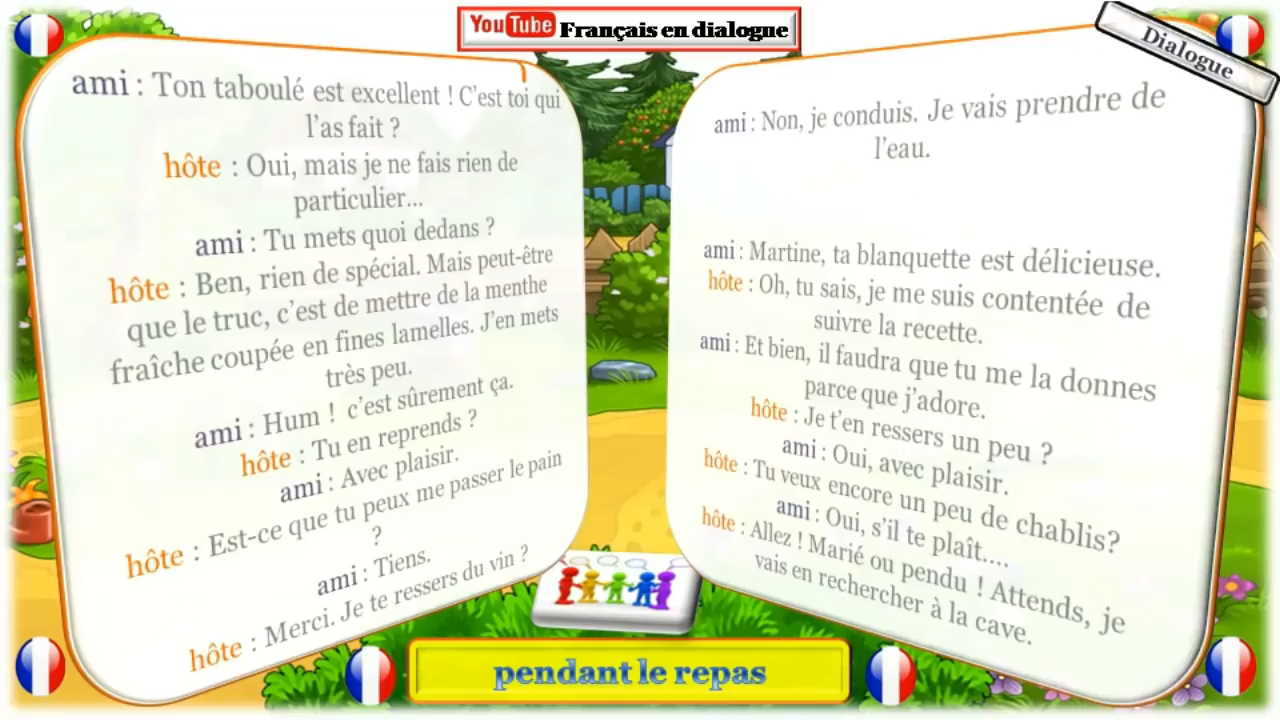 YouTube Français en dialogue
Dialogue
ami : Ton taboulé est excellent ! C'est toi qui
l'as fait ?
hôte : Oui, mais je ne fais rien de
particulier...
ami : Tu mets quoi dedans ?
hôte : Ben, rien de spécial. Mais peut-être
que le truc, c'est de mettre de la menthe
fraîche coupée en fines lamelles. J'en mets
très peu.
ami : Hum ! c'est sûrement ça.
hôte : Tu en reprends ?
ami : Avec plaisir.
hôte : Est-ce que tu peux me passer le pain
?
ami : Tiens.
hôte : Merci. Je te ressers du vin ?
ami : Non, je conduis. Je vais prendre de
l'eau.
ami : Martine, ta blanquette est délicieuse.
hôte : Oh, tu sais, je me suis contentée de
suivre la recette.
ami : Et bien, il faudra que tu me la donnes
parce que j'adore.
hôte : Je t'en ressers un peu ?
ami : Oui, avec plaisir.
hôte : Tu veux encore un peu de chablis?
ami : Oui, s'il te plaît....
hôte : Allez ! Marié ou pendu ! Attends, je
vais en rechercher à la cave.
pendant le repas